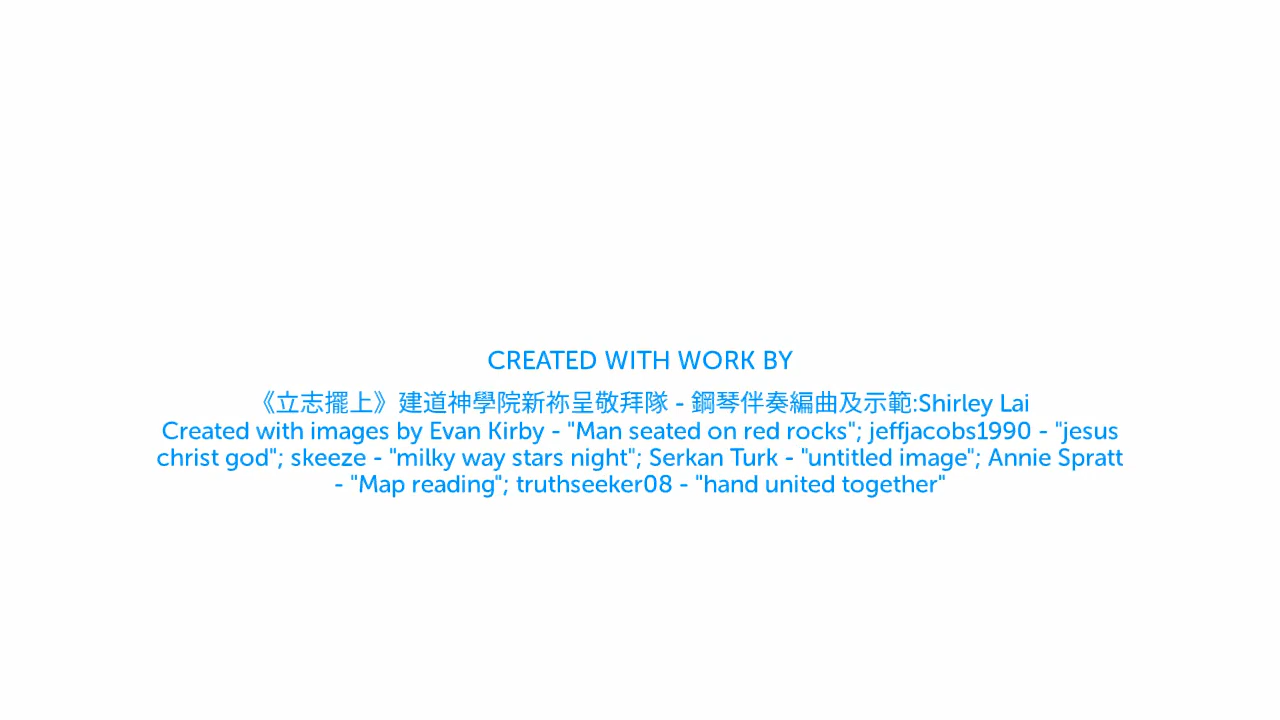 CREATED WITH WORK BY
《立志擺上》建道神學院新祢呈敬拜隊 - 鋼琴伴奏編曲及示範:Shirley Lai
Created with images by Evan Kirby - "Man seated on red rocks"; jeffjacobs1990 - "jesus
christ god"; skeeze - "milky way stars night"; Serkan Turk - "untitled image"; Annie Spratt
- "Map reading"; truthseeker08 - "hand united together"